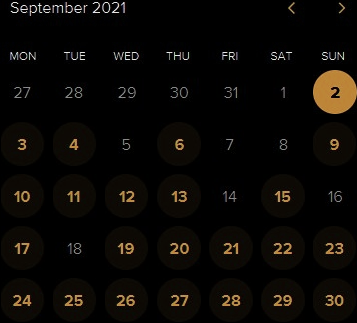 September 2021
MON TUE WED THU FRI SAT SUN
27 28 29 30 31 1 2
3 4 5 6 7 8 9
10 11 12 13 14 15 16
17 18 19 20 21 22 23
24 25 26 27 28 29 30